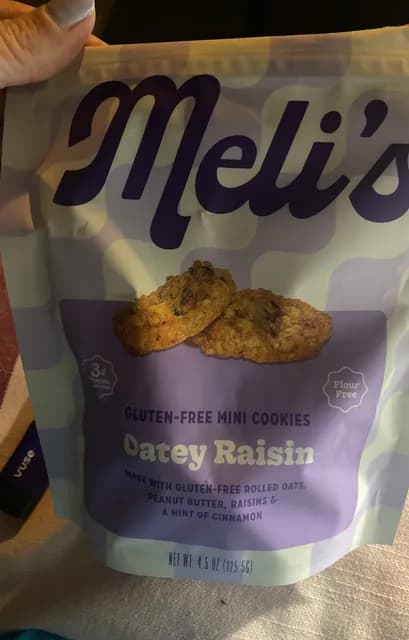 Meli's
3g
Flour
Free
GLUTEN-FREE MINI COOKIES
Oatey Raisin
MADE WITH GLUTEN-FREE ROLLED OATS,
PEANUT BUTTER, RAISINS &
A HINT OF CINNAMON
NET WT. 4.5 OZ (125.5G)
vuse